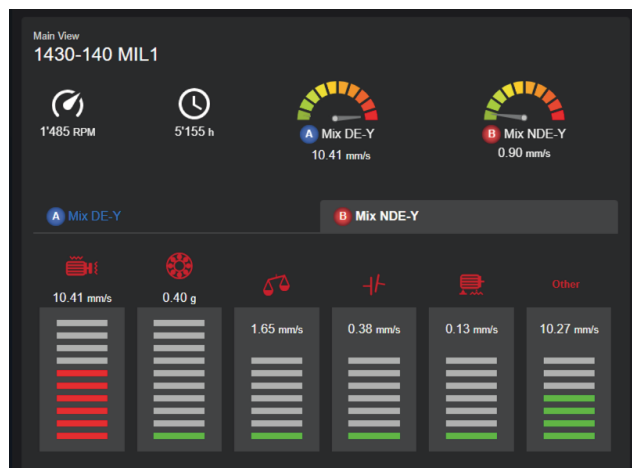 Main View
1430-140 MIL1
1'485 RPM
5'155 h
A Mix DE-Y
10.41 mm/s
B Mix NDE-Y
0.90 mm/s
A Mix DE-Y
B Mix NDE-Y
10.41 mm/s
0.40 g
Other
1.65 mm/s
0.38 mm/s
0.13 mm/s
10.27 mm/s